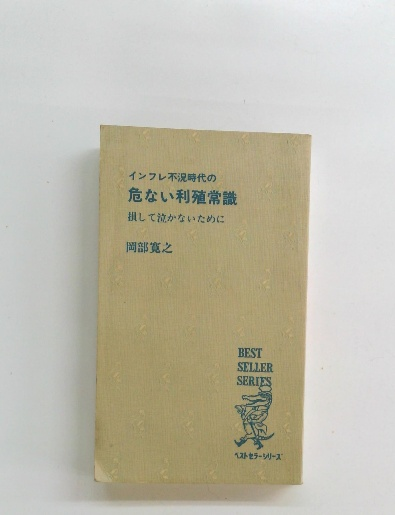 インフレ不況時代の
危ない利殖常識
損して泣かないために
岡部寛之
BEST
SELLER
SERIES
ベストセラーシリーズ